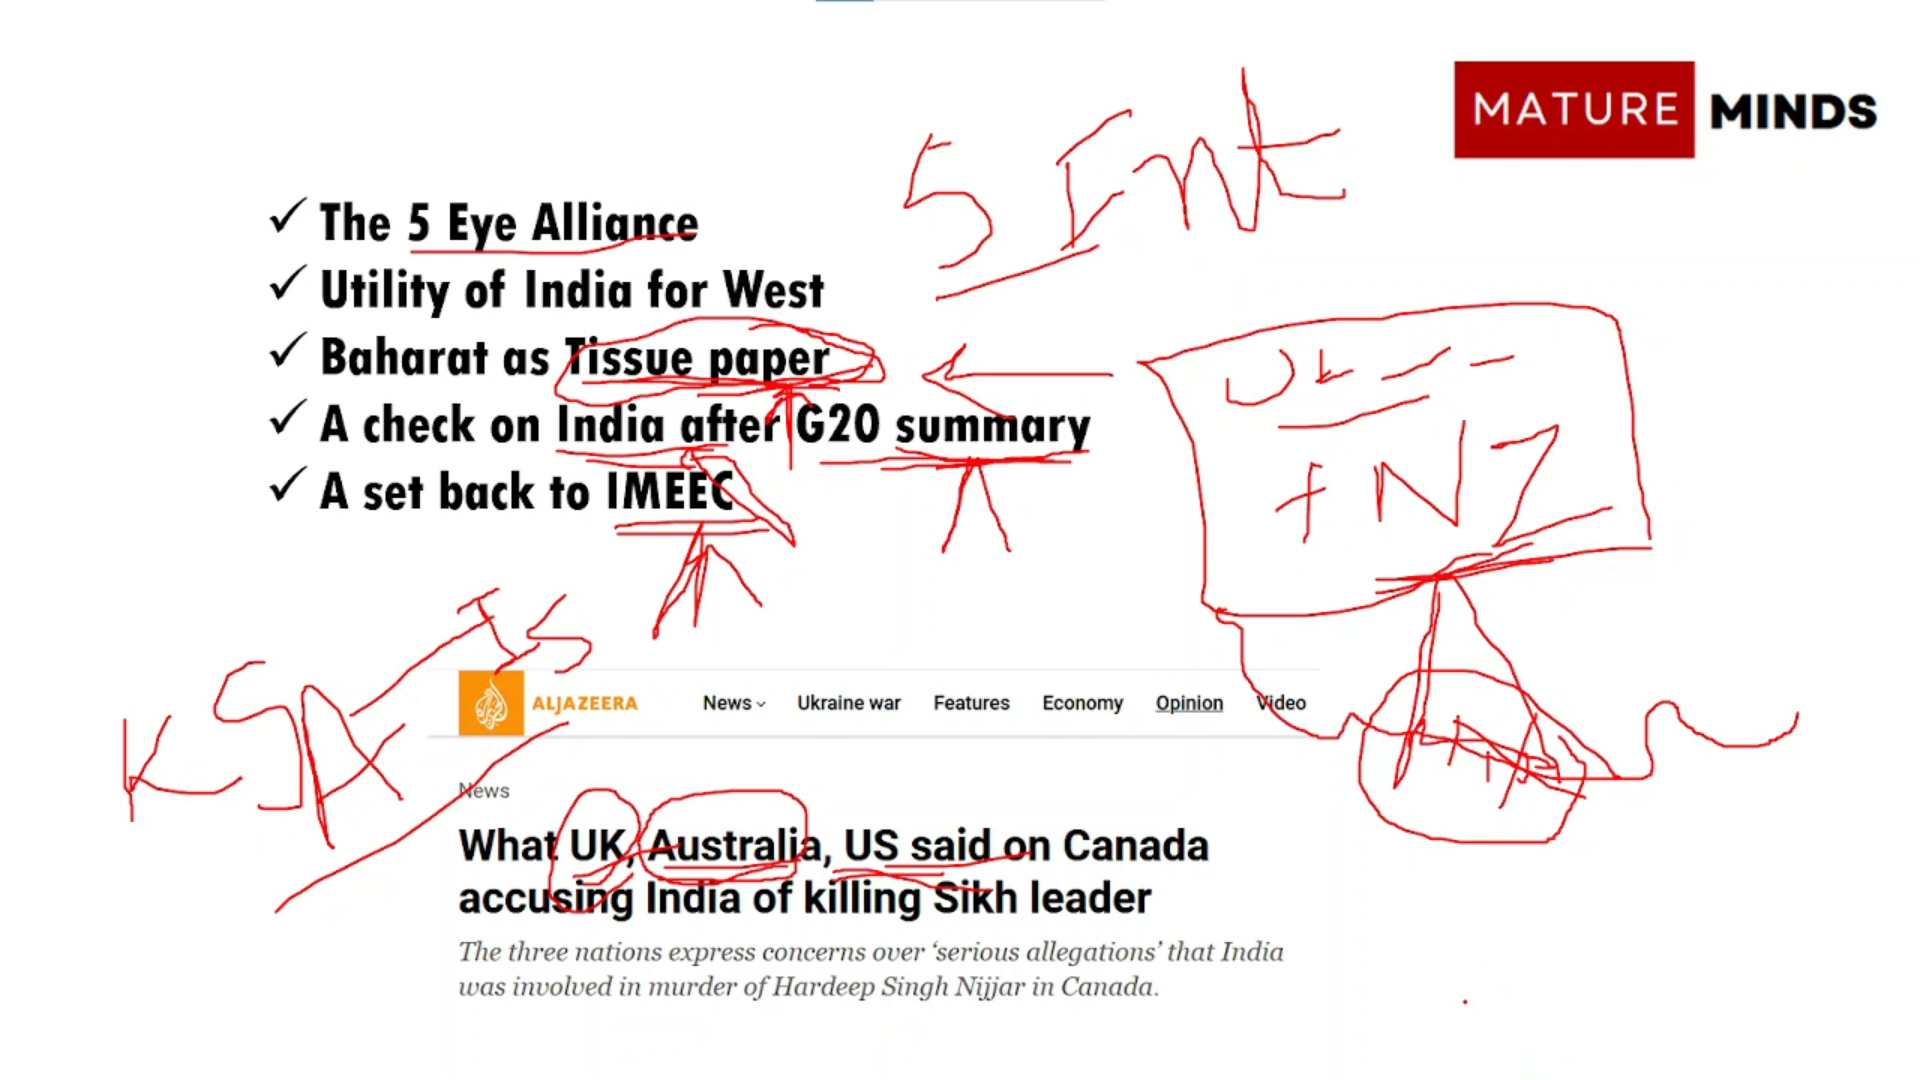 MATURE MINDS
5 Int
✓ The 5 Eye Alliance
✓ Utility of India for West
✓ Baharat as Tissue paper
✓ A check on India after G20 summary
✓ A set back to IMEEC
+ NZ
IS
KSA
ALJAZEERA News Ukraine war Features Economy Opinion Video
News
What UK, Australia, US said on Canada
accusing India of killing Sikh leader
The three nations express concerns over ‘serious allegations’ that India
was involved in murder of Hardeep Singh Nijjar in Canada.